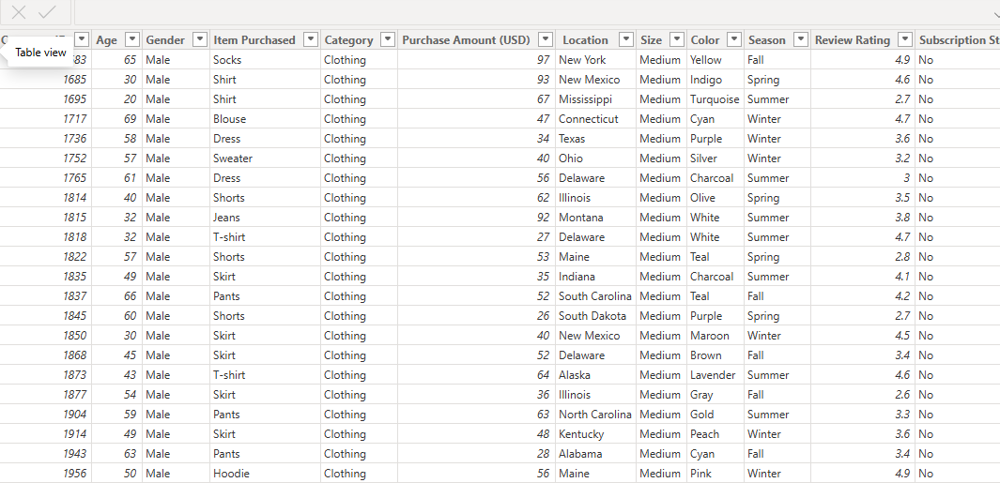 Age Gender Item Purchased Category Purchase Amount (USD) Location Size Color Season Review Rating Subscription St
Table view
83 65 Male Socks Clothing 97 New York Medium Yellow Fall 4.9 No
1685 30 Male Shirt Clothing 93 New Mexico Medium Indigo Spring 4.6 No
1695 20 Male Shirt Clothing 67 Mississippi Medium Turquoise Summer 2.7 No
1717 69 Male Blouse Clothing 47 Connecticut Medium Cyan Winter 4.7 No
1736 58 Male Dress Clothing 34 Texas Medium Purple Winter 3.6 No
1752 57 Male Sweater Clothing 40 Ohio Medium Silver Winter 3.2 No
1765 61 Male Dress Clothing 56 Delaware Medium Charcoal Summer 3 No
1814 40 Male Shorts Clothing 62 Illinois Medium Olive Spring 3.5 No
1815 32 Male Jeans Clothing 92 Montana Medium White Summer 3.8 No
1818 32 Male T-shirt Clothing 27 Delaware Medium White Summer 4.7 No
1822 57 Male Shorts Clothing 53 Maine Medium Teal Spring 2.8 No
1835 49 Male Skirt Clothing 35 Indiana Medium Charcoal Summer 4.1 No
1837 66 Male Pants Clothing 52 South Carolina Medium Teal Fall 4.2 No
1845 60 Male Shorts Clothing 26 South Dakota Medium Purple Spring 2.7 No
1850 30 Male Skirt Clothing 40 New Mexico Medium Maroon Winter 4.5 No
1868 45 Male Skirt Clothing 52 Delaware Medium Brown Fall 3.4 No
1873 43 Male T-shirt Clothing 64 Alaska Medium Lavender Summer 4.6 No
1877 54 Male Skirt Clothing 36 Illinois Medium Gray Fall 2.6 No
1904 59 Male Pants Clothing 63 North Carolina Medium Gold Summer 3.3 No
1914 49 Male Skirt Clothing 48 Kentucky Medium Peach Winter 3.6 No
1943 63 Male Pants Clothing 28 Alabama Medium Cyan Fall 3.4 No
1956 50 Male Hoodie Clothing 56 Maine Medium Pink Winter 4.9 No